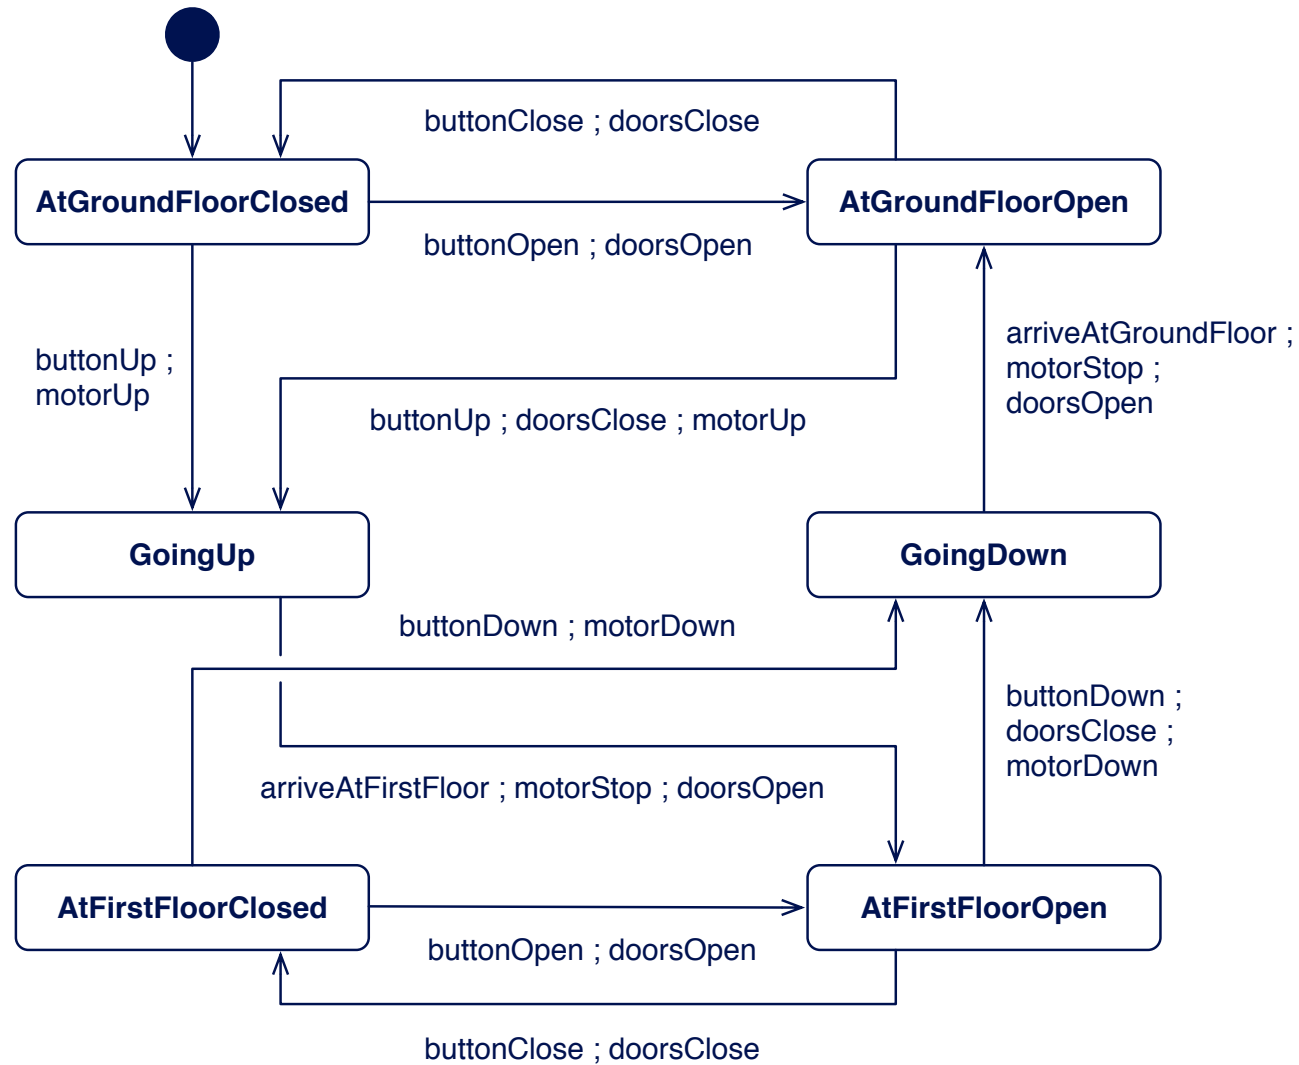 buttonClose ; doorsClose
AtGroundFloorClosed
AtGroundFloorOpen
buttonOpen ; doorsOpen
buttonUp ;
motorUp
arriveAtGroundFloor ;
motorStop ;
doorsOpen
buttonUp ; doorsClose ; motorUp
GoingUp
GoingDown
buttonDown ; motorDown
buttonDown ;
doorsClose ;
motorDown
arriveAtFirstFloor ; motorStop ; doorsOpen
AtFirstFloorClosed
AtFirstFloorOpen
buttonOpen ; doorsOpen
buttonClose ; doorsClose